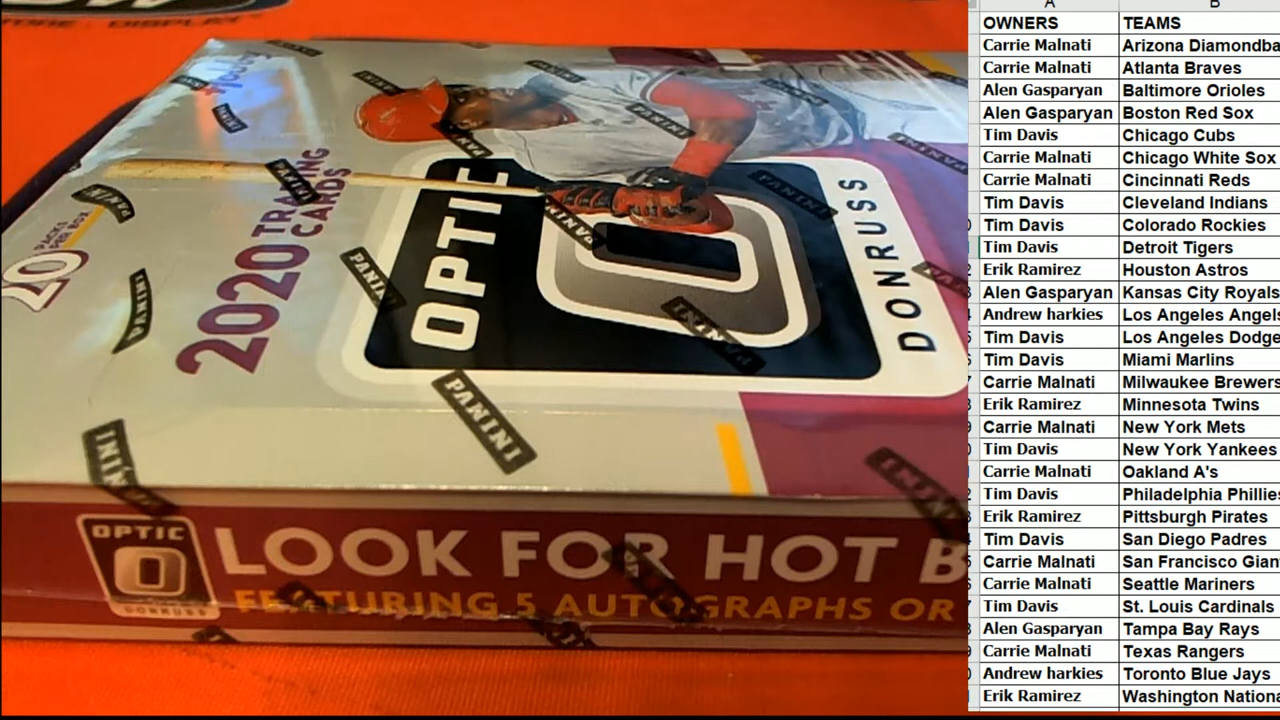 20 PACKS PER BOX
2020 TRADING CARDS
OPTIC
DONRUSS
PANINI
PANINI
PANINI
PANINI
PANINI
PANINI
PANINI
PANINI
OPTIC
DONRUSS
LOOK FOR HOT B
FEATURING 5 AUTOGRAPHS OR
A B
OWNERS TEAMS
Carrie Malnati Arizona Diamondba
Carrie Malnati Atlanta Braves
Alen Gasparyan Baltimore Orioles
Alen Gasparyan Boston Red Sox
Tim Davis Chicago Cubs
Carrie Malnati Chicago White Sox
Carrie Malnati Cincinnati Reds
Tim Davis Cleveland Indians
Tim Davis Colorado Rockies
Tim Davis Detroit Tigers
Erik Ramirez Houston Astros
Alen Gasparyan Kansas City Royals
Andrew harkies Los Angeles Angels
Tim Davis Los Angeles Dodge
Tim Davis Miami Marlins
Carrie Malnati Milwaukee Brewers
Erik Ramirez Minnesota Twins
Carrie Malnati New York Mets
Tim Davis New York Yankees
Carrie Malnati Oakland A's
Tim Davis Philadelphia Phillies
Erik Ramirez Pittsburgh Pirates
Tim Davis San Diego Padres
Carrie Malnati San Francisco Gian
Carrie Malnati Seattle Mariners
Tim Davis St. Louis Cardinals
Alen Gasparyan Tampa Bay Rays
Carrie Malnati Texas Rangers
Andrew harkies Toronto Blue Jays
Erik Ramirez Washington Nationa